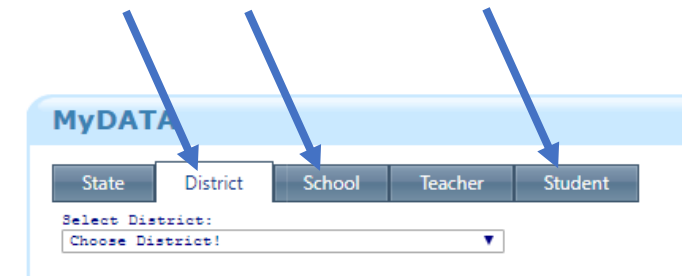 MyDATA
State District School Teacher Student
Select District:
Choose District!